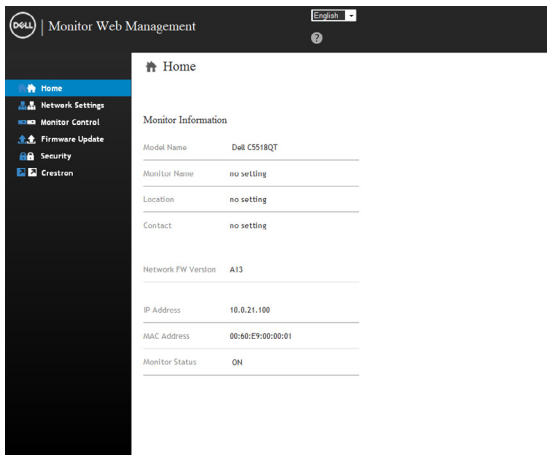 DELL | Monitor Web Management
English
?
Home
Home
Network Settings
Monitor Control
Firmware Update
Security
Crestron
Monitor Information
Model Name Dell C5518QT
Monitor Name no setting
Location no setting
Contact no setting
Network FW Version A13
IP Address 10.0.21.100
MAC Address 00:60:E9:00:00:01
Monitor Status ON